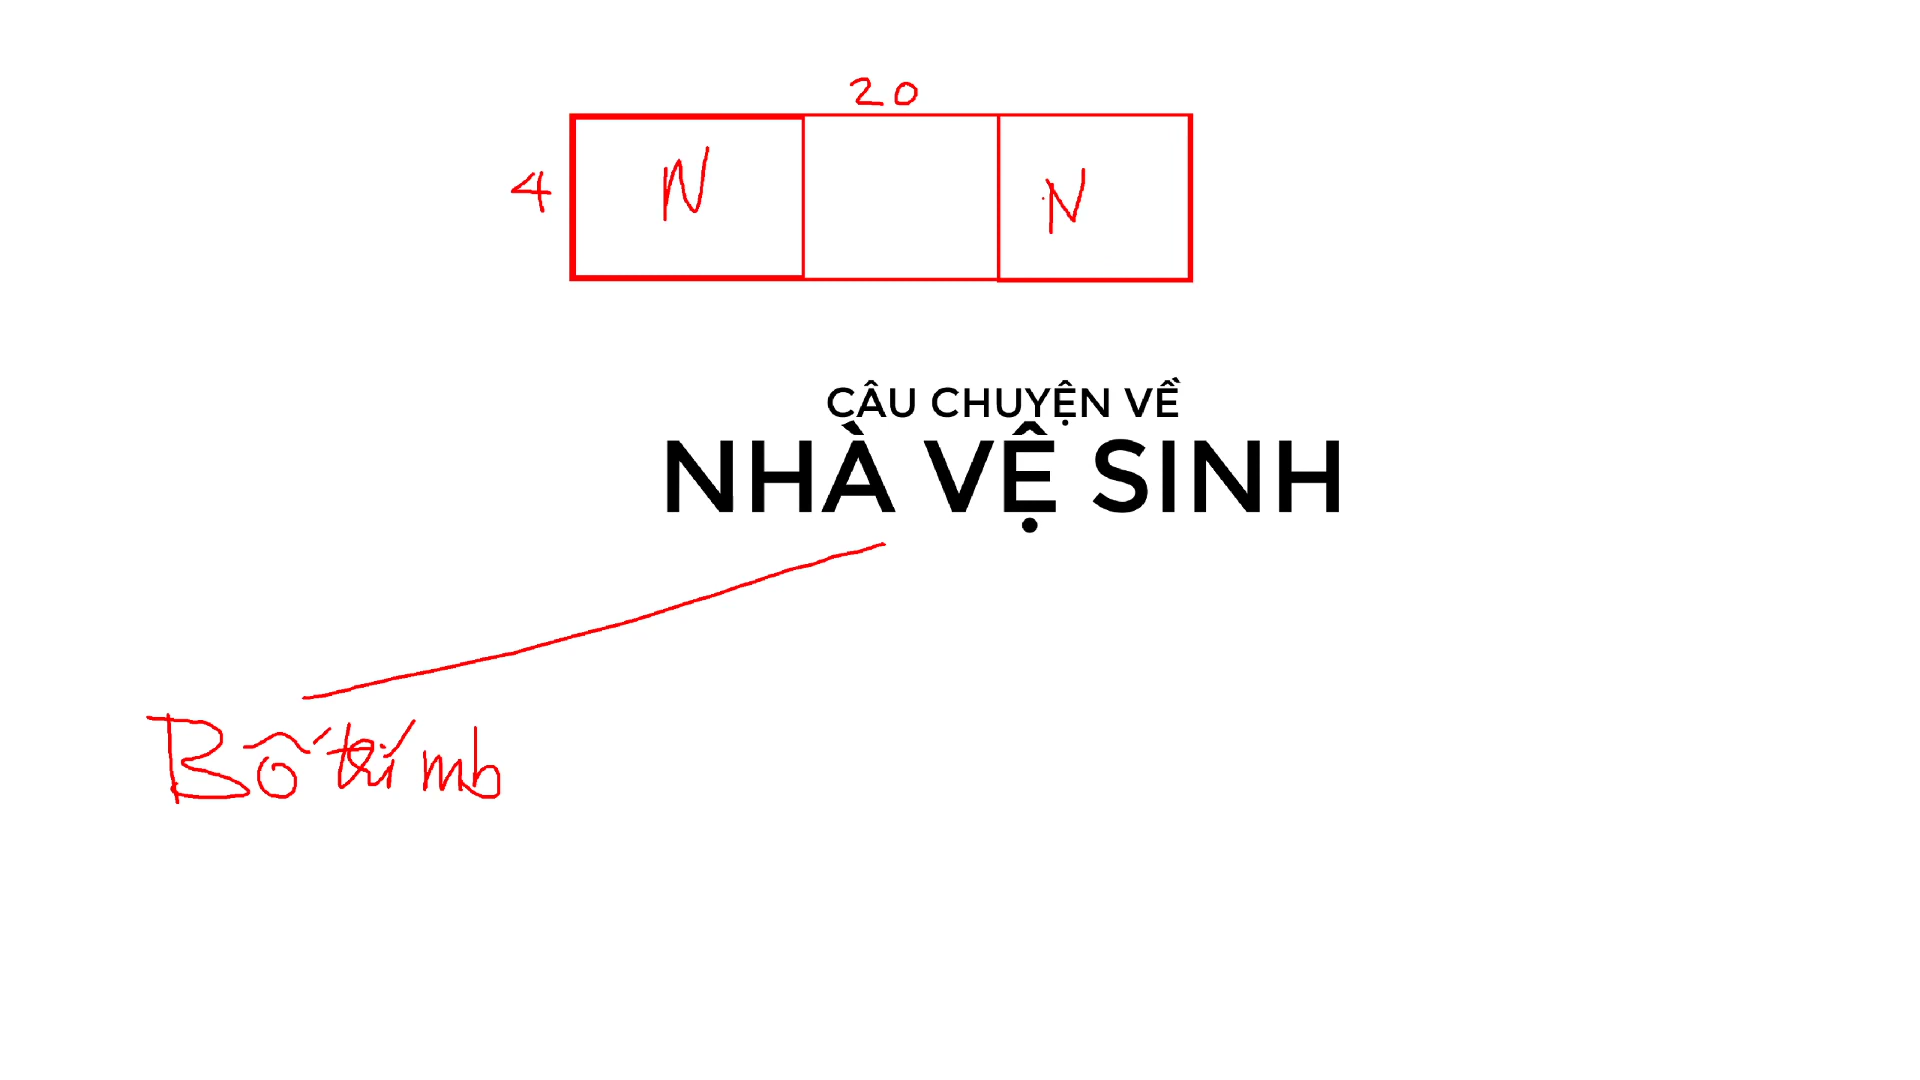 20
4
N
N
CÂU CHUYỆN VỀ
NHÀ VỆ SINH
Bố trí mb